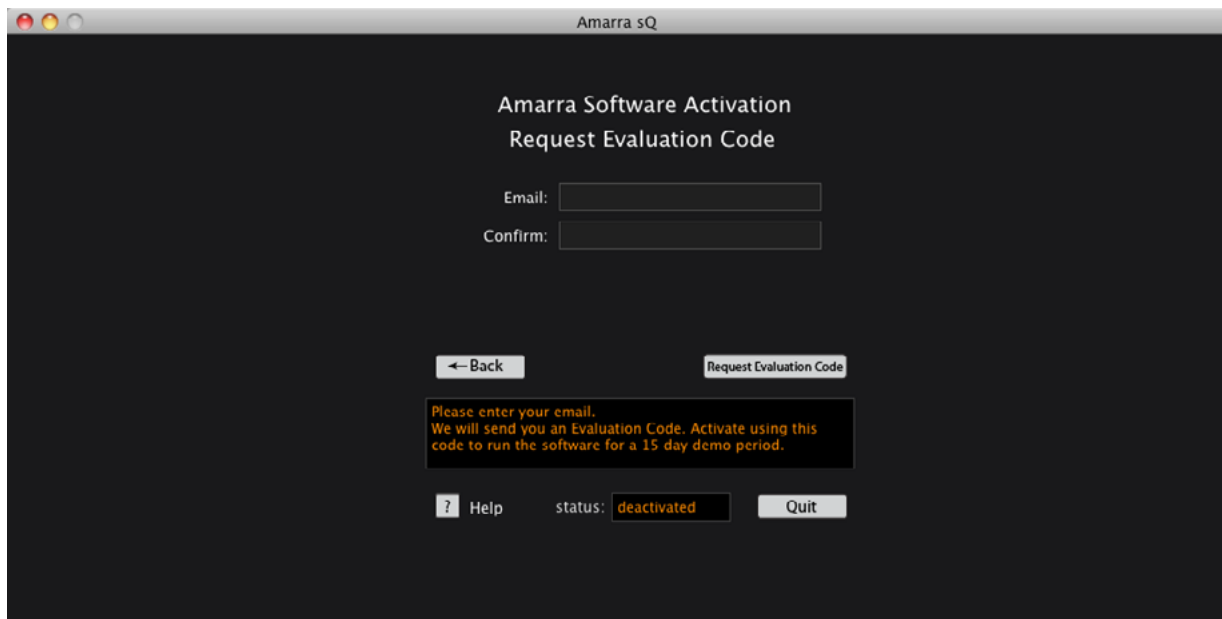 Amarra sQ
Amarra Software Activation
Request Evaluation Code
Email:
Confirm:
←Back
Request Evaluation Code
Please enter your email.
We will send you an Evaluation Code. Activate using this
code to run the software for a 15 day demo period.
? Help
status: deactivated
Quit